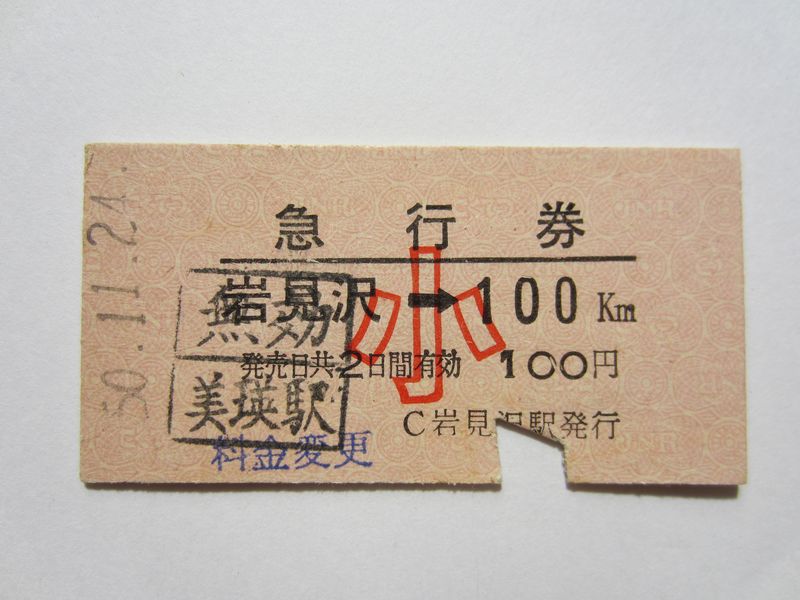 50.11.24.
急行券
小
岩見沢→100Km
発売日共2日間有効 100円
C岩見沢駅発行
無効
美瑛駅
料金変更